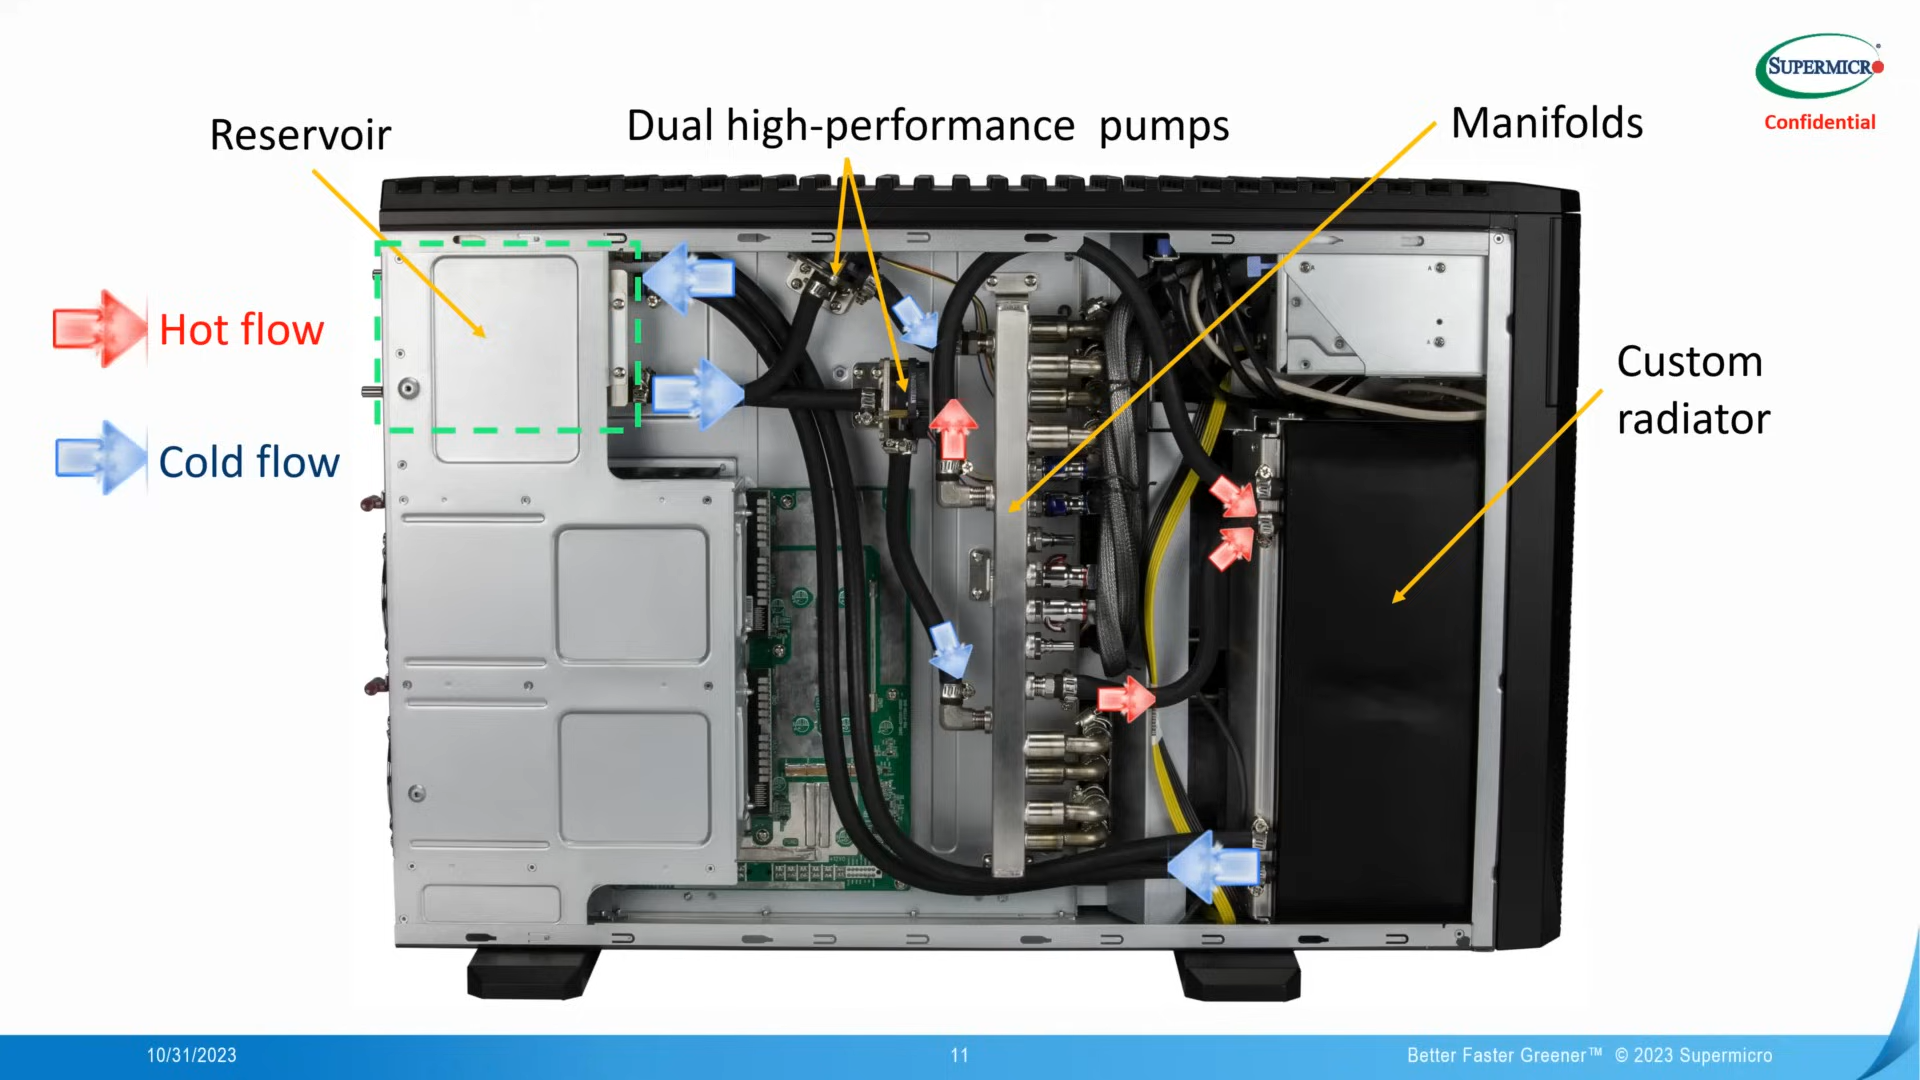 SUPERMICR
Confidential
Reservoir
Dual high-performance pumps
Manifolds
Hot flow
Cold flow
Custom
radiator
10/31/2023
11
Better Faster Greener™ © 2023 Supermicro